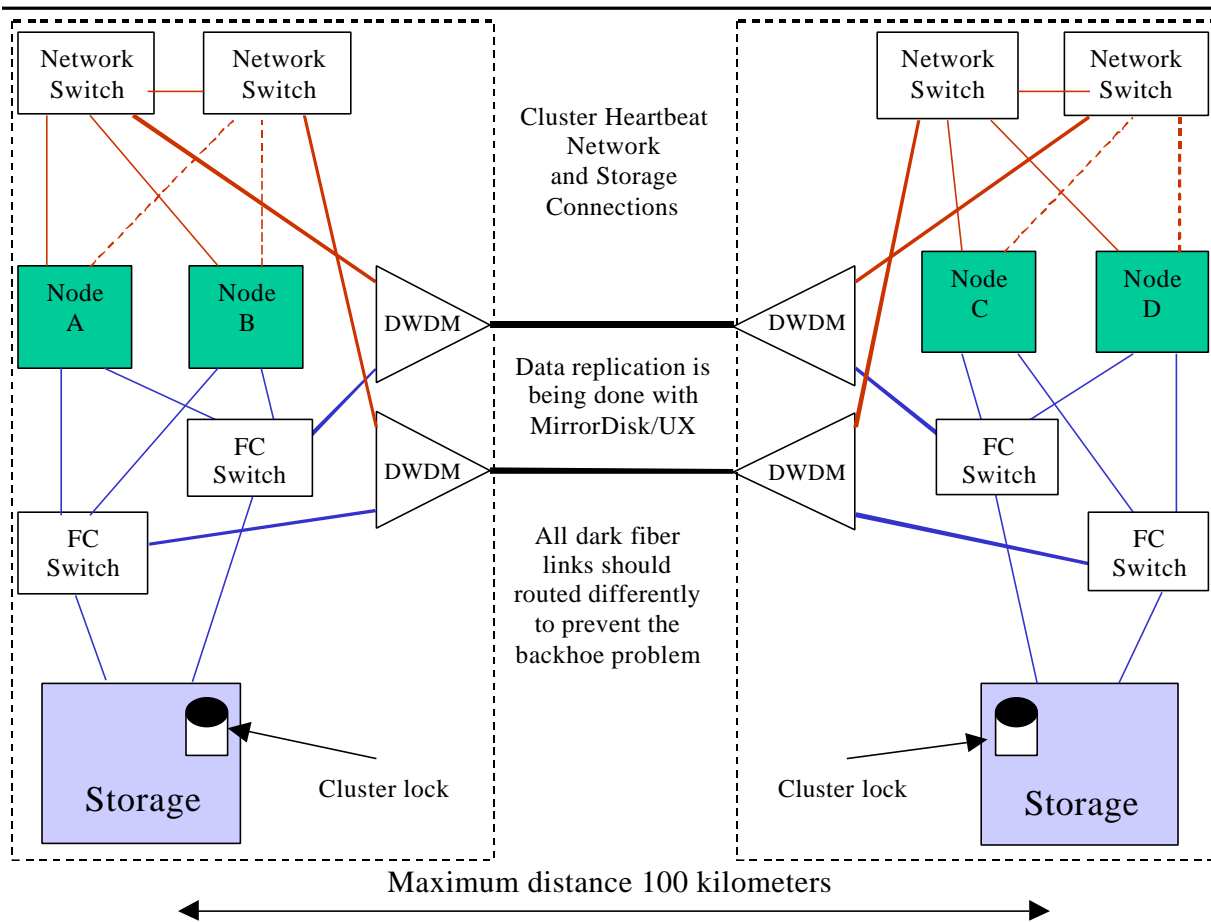 Network
Switch
Network
Switch
Network
Switch
Network
Switch
Cluster Heartbeat
Network
and Storage
Connections
Node
A
Node
B
Node
C
Node
D
DWDM
DWDM
Data replication is
being done with
MirrorDisk/UX
FC
Switch
FC
Switch
DWDM
DWDM
FC
Switch
FC
Switch
All dark fiber
links should
routed differently
to prevent the
backhoe problem
Storage
Cluster lock
Cluster lock
Storage
Maximum distance 100 kilometers